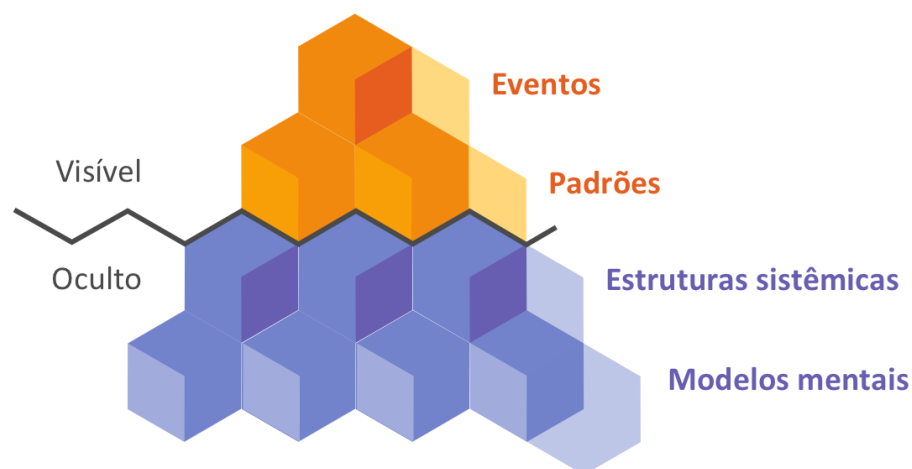 Eventos
Visível
Padrões
Oculto
Estruturas sistêmicas
Modelos mentais